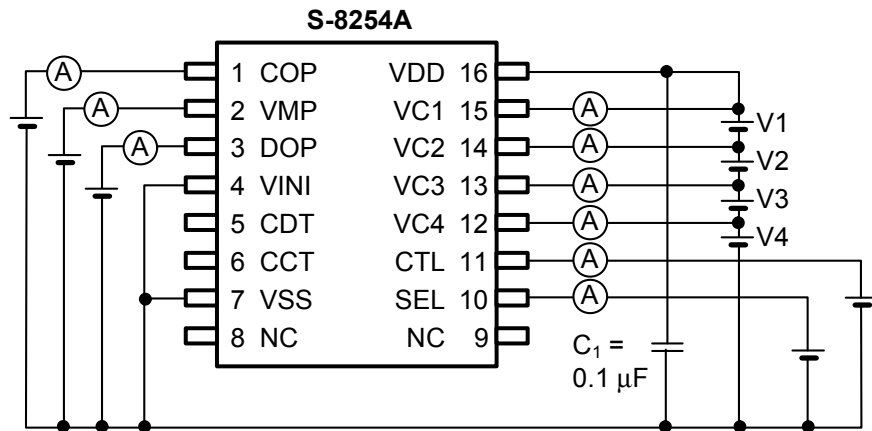 S-8254A
A
A
A
1 COP
2 VMP
3 DOP
4 VINI
5 CDT
6 CCT
7 VSS
8 NC
VDD 16
VC1 15
VC2 14
VC3 13
VC4 12
CTL 11
SEL 10
NC 9
A
A
A
A
A
A
V1
V2
V3
V4
C₁ =
0.1 μF